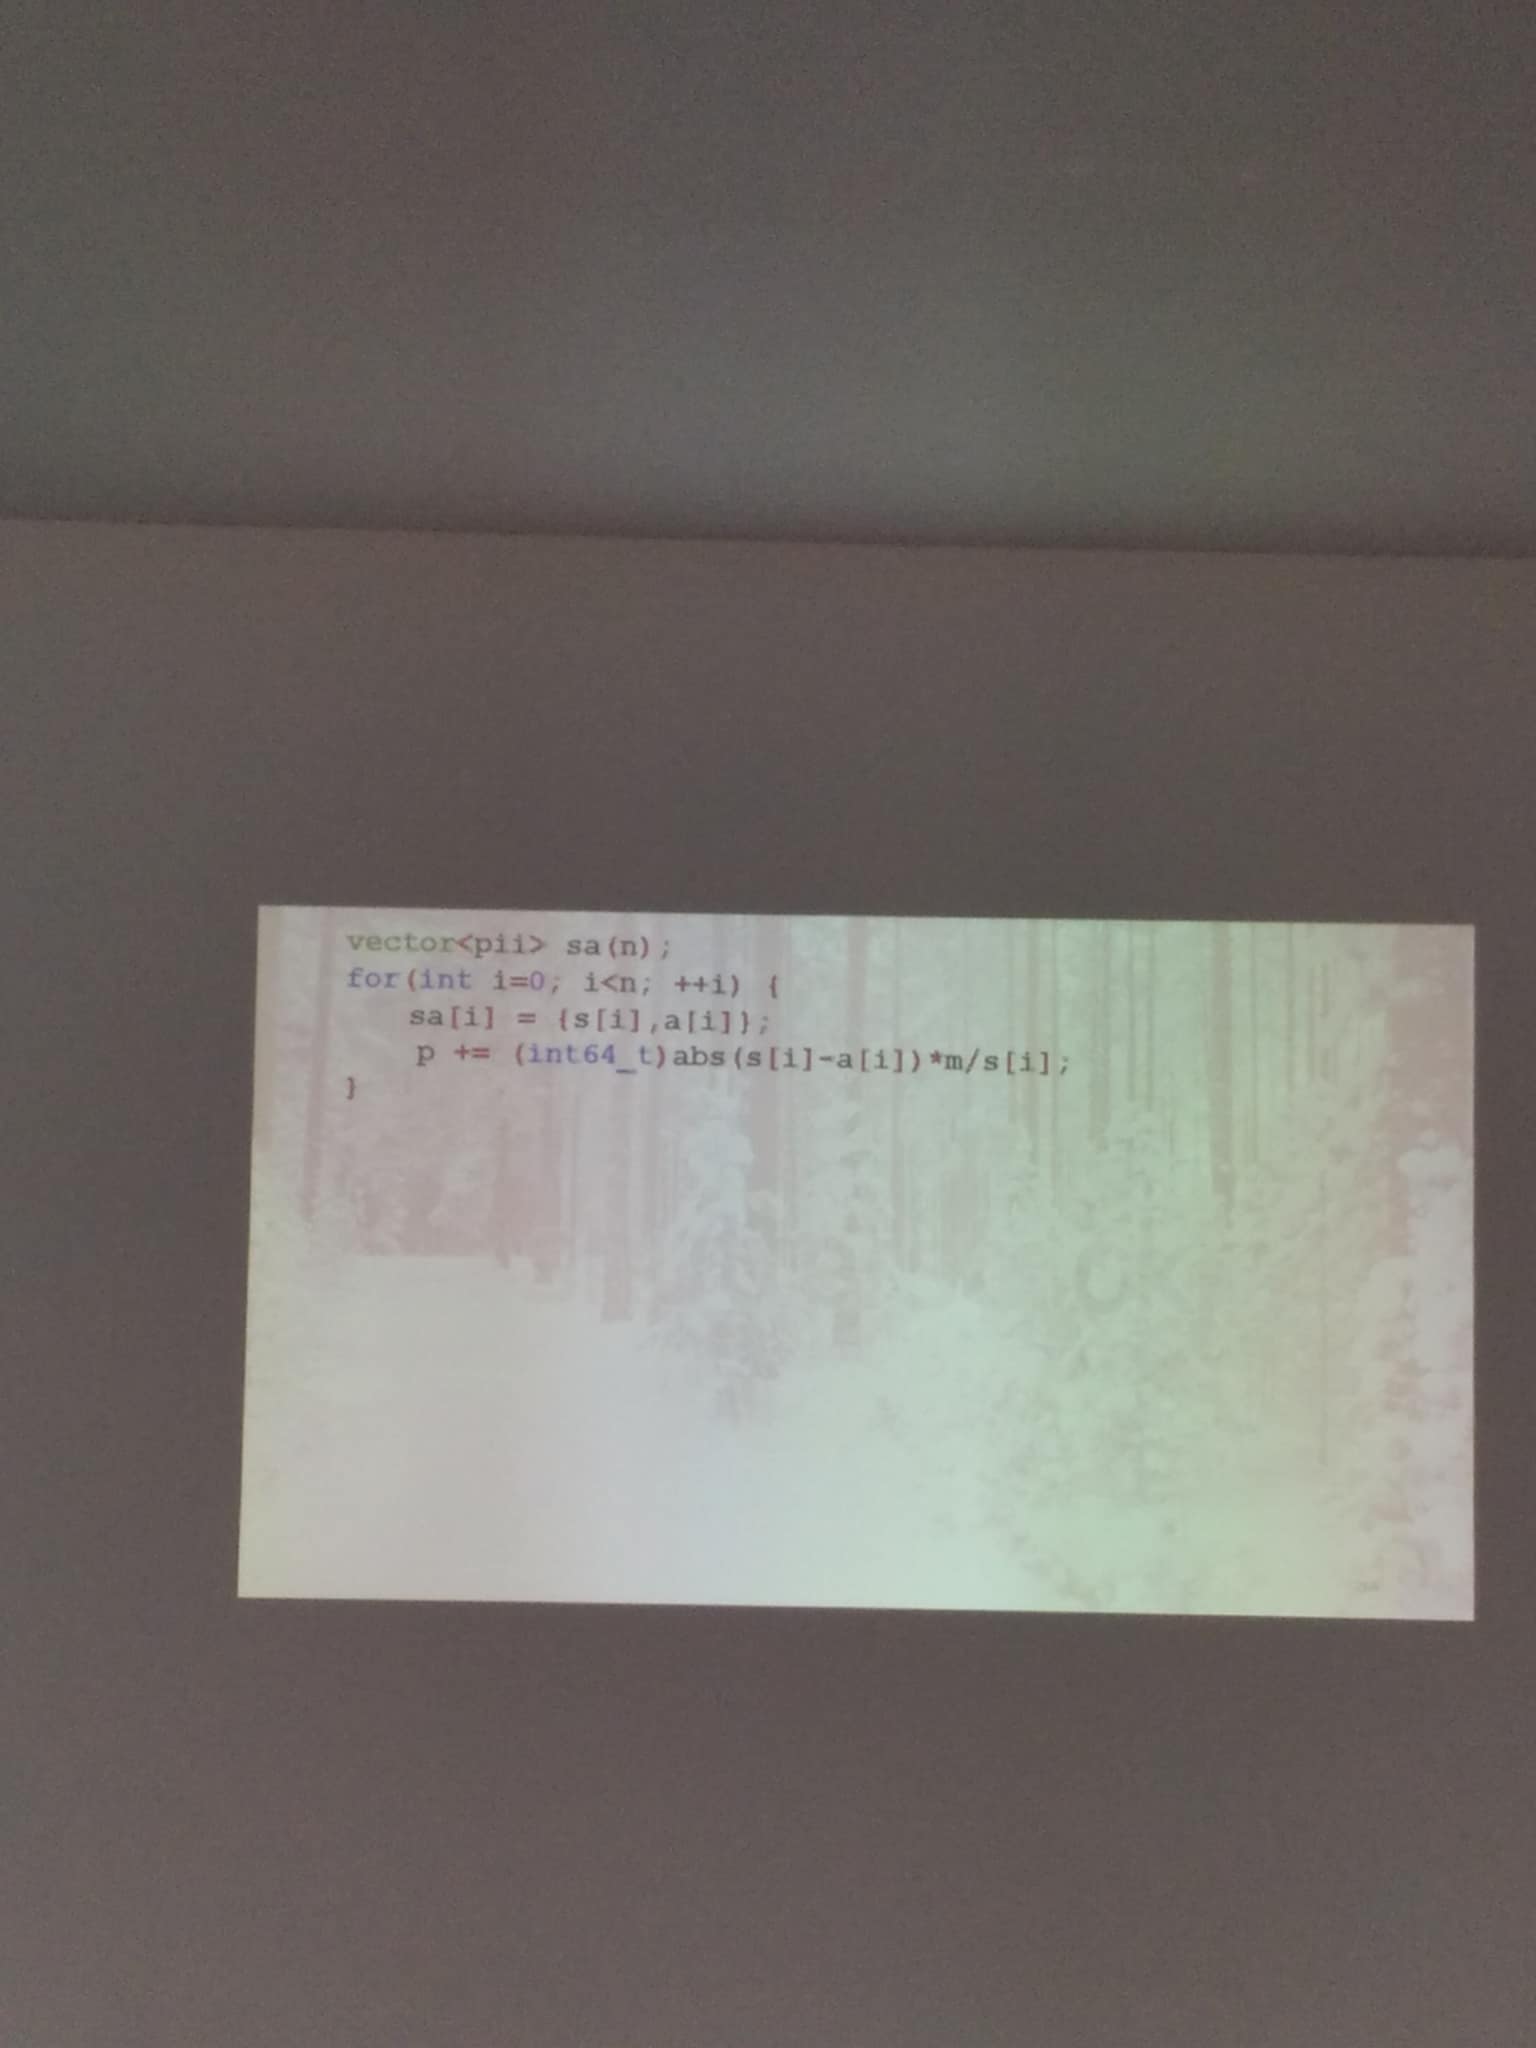 vector<pii> sa(n);
for(int i=0; i<n; ++i) {
sa[i] = {s[i],a[i]};
p += (int64_t)abs(s[i]-a[i])*m/s[i];
}